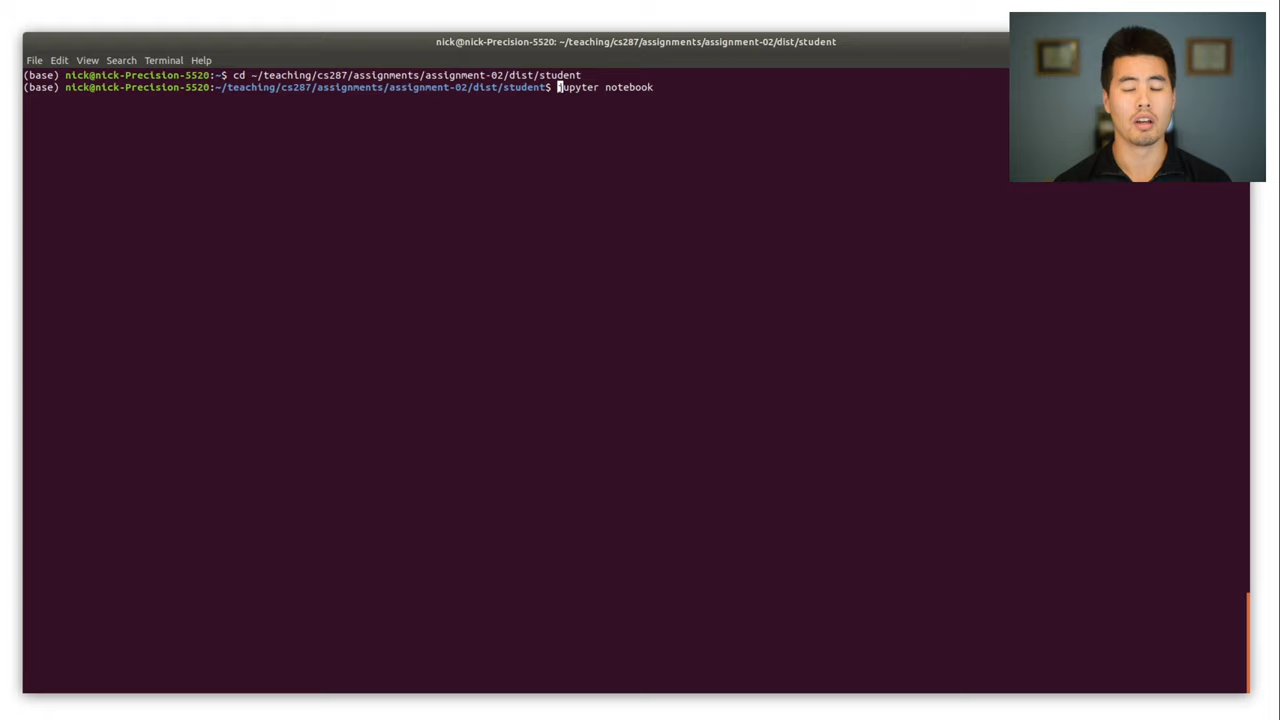 nick@nick-Precision-5520: ~/teaching/cs287/assignments/assignment-02/dist/student
File Edit View Search Terminal Help
(base) nick@nick-Precision-5520:~$ cd ~/teaching/cs287/assignments/assignment-02/dist/student
(base) nick@nick-Precision-5520:~/teaching/cs287/assignments/assignment-02/dist/student$ jupyter notebook